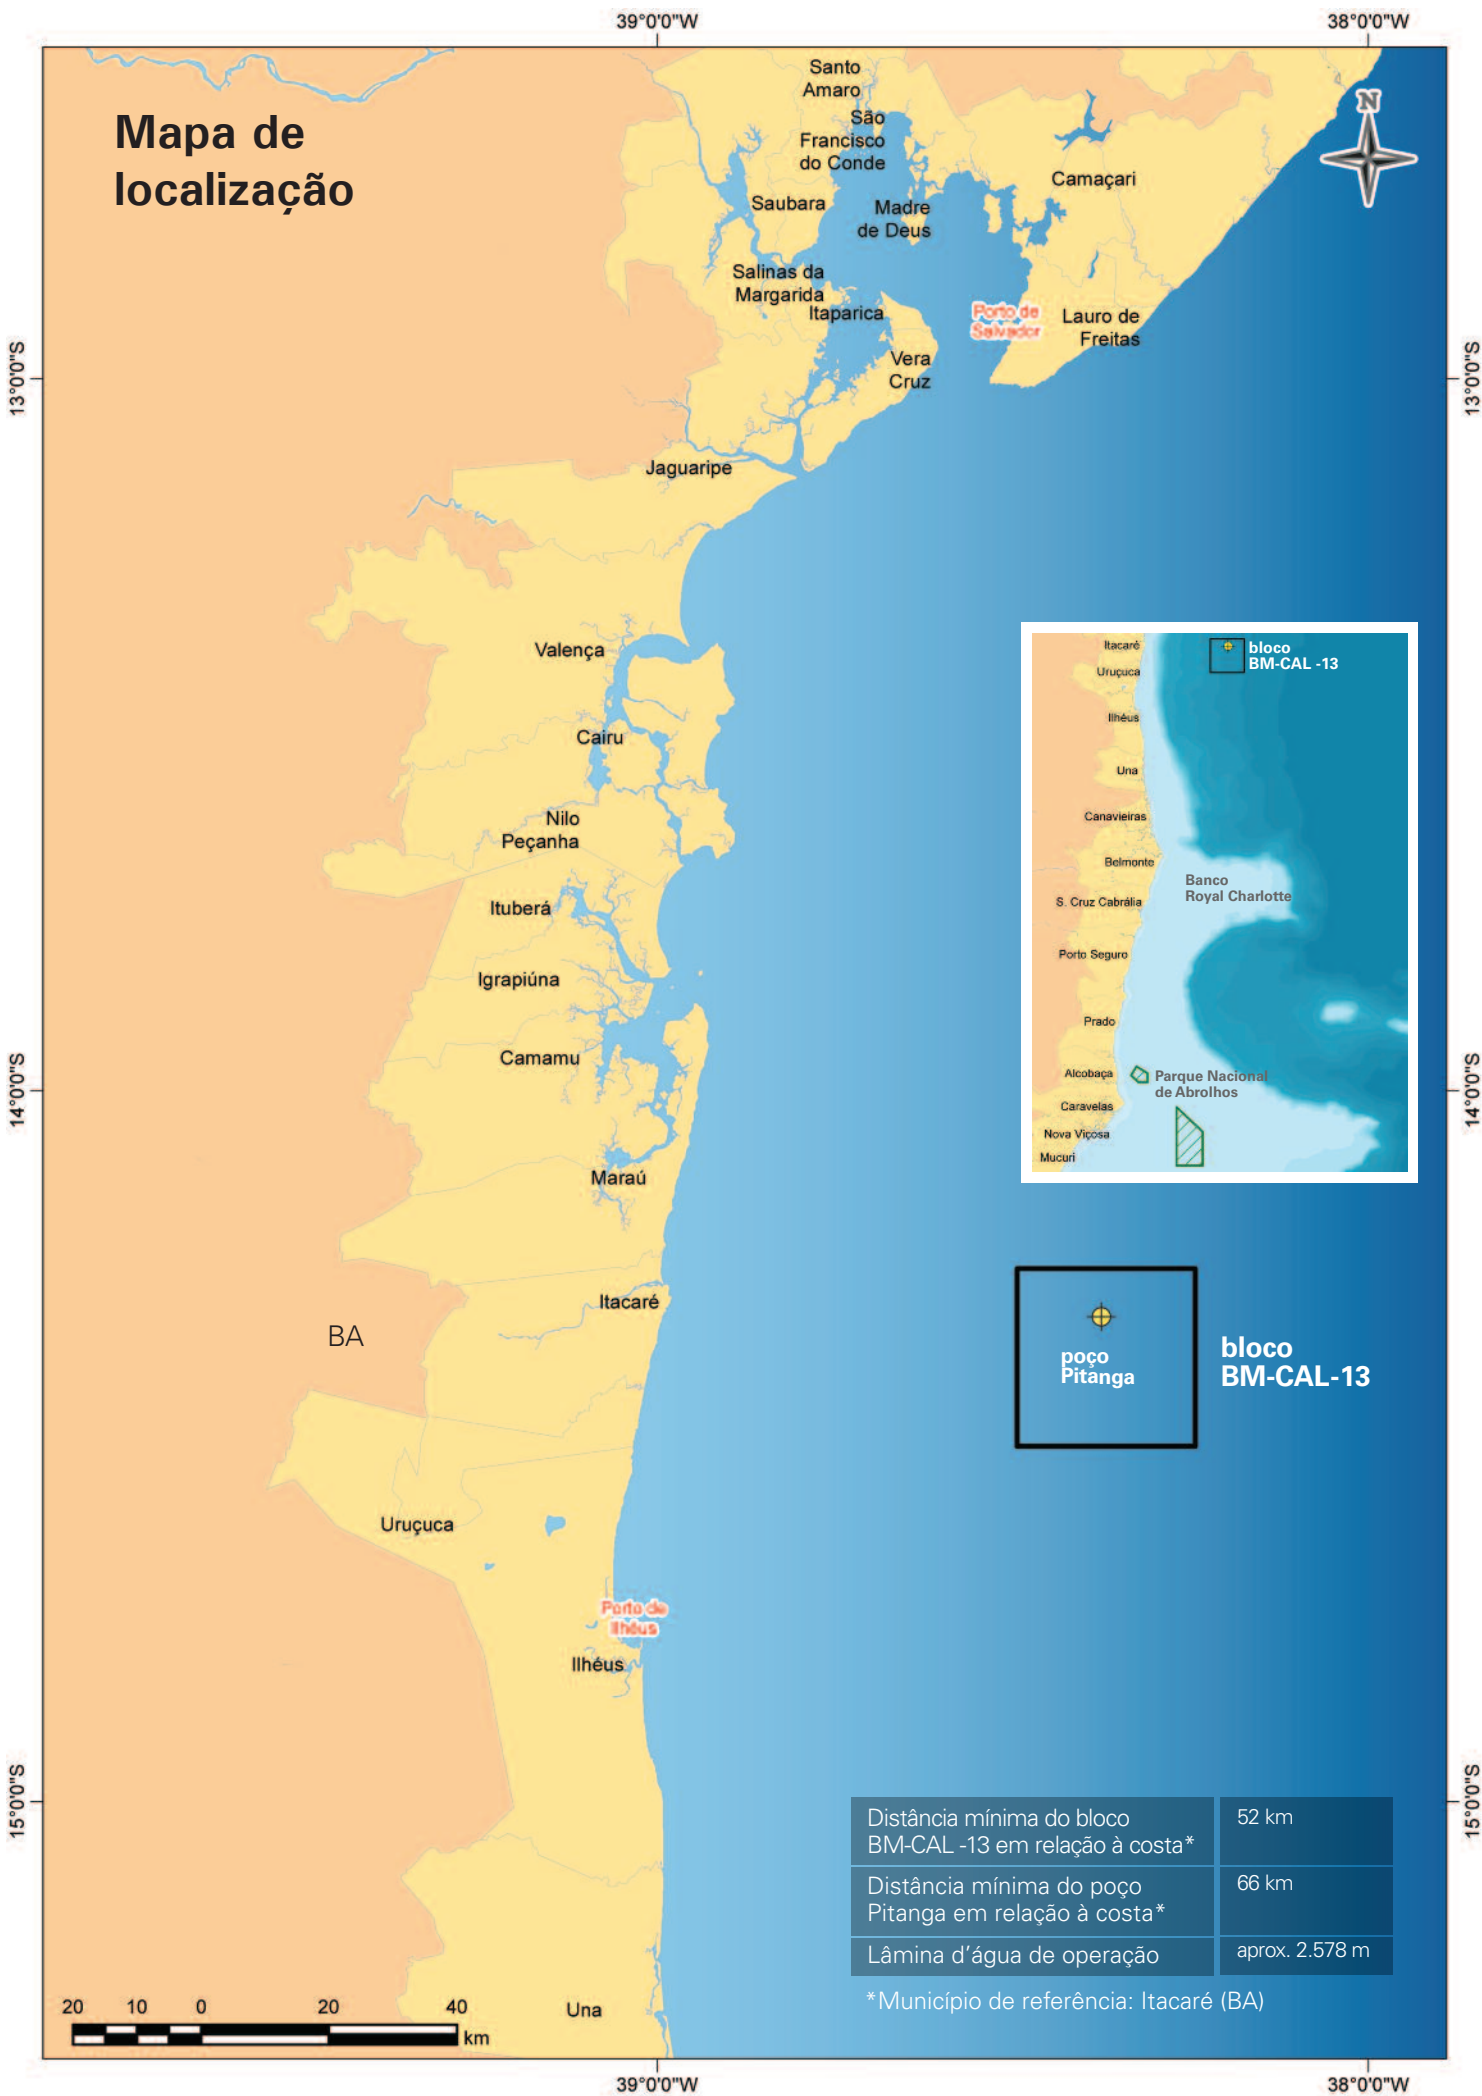 39°0'0"W
38°0'0"W
Mapa de
localização
N
Santo
Amaro
São
Francisco
do Conde
Camaçari
Saubara
Madre
de Deus
Salinas da
Margarida
Itaparica
Porto de
Salvador
Lauro de
Freitas
Vera
Cruz
13°0'0"S
13°0'0"S
Jaguaripe
Valença
Cairu
Nilo
Peçanha
Ituberá
Igrapiúna
Camamu
Maraú
Itacaré
BA
Uruçuca
Porto de
Ilhéus
Ilhéus
Una
14°0'0"S
14°0'0"S
Itacaré
Uruçuca
Ilhéus
Una
Canavieiras
Belmonte
S. Cruz Cabrália
Porto Seguro
Prado
Alcobaça
Caravelas
Nova Viçosa
Mucuri
bloco
BM-CAL -13
Banco
Royal Charlotte
Parque Nacional
de Abrolhos
poço
Pitanga
bloco
BM-CAL-13
15°0'0"S
15°0'0"S
Distância mínima do bloco
BM-CAL -13 em relação à costa*
52 km
Distância mínima do poço
Pitanga em relação à costa*
66 km
Lâmina d'água de operação
aprox. 2.578 m
*Município de referência: Itacaré (BA)
20 10 0 20 40
km
39°0'0"W
38°0'0"W